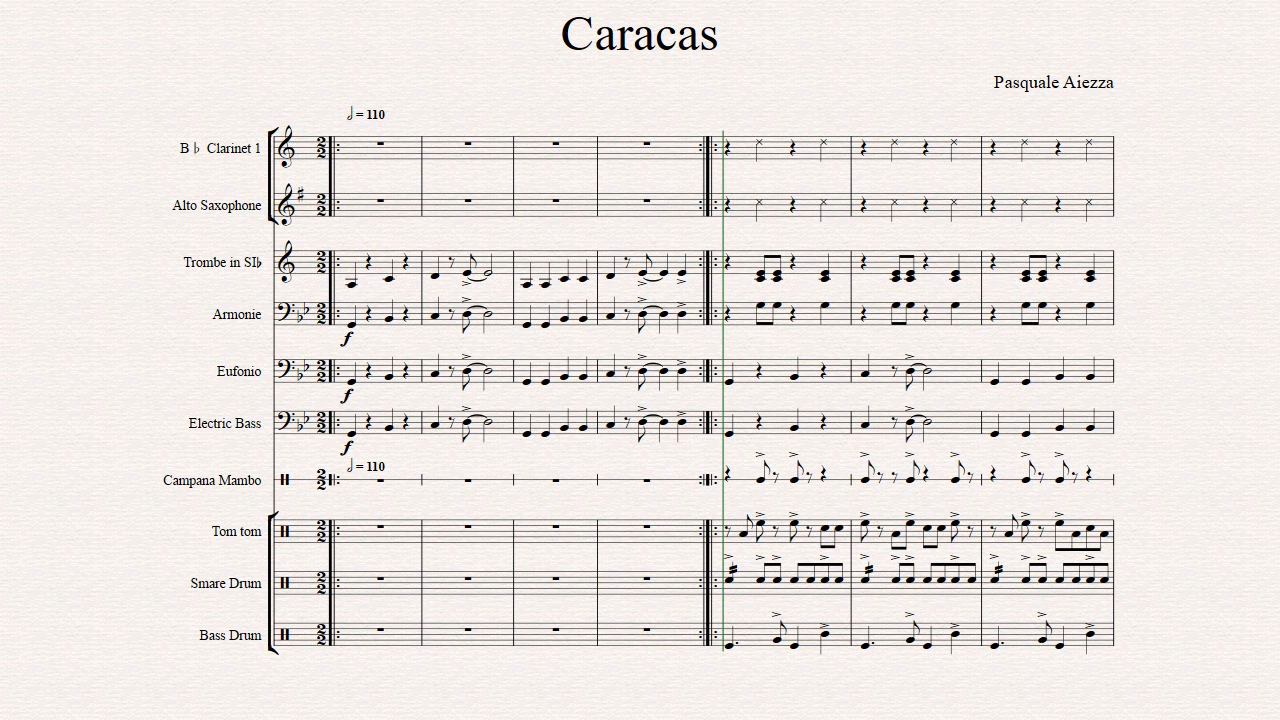 Caracas
Pasquale Aiezza
𝅗𝅥 = 110
B♭ Clarinet 1
Alto Saxophone
Trombe in SI♭
Armonie
f
Eufonio
f
Electric Bass
f
𝅗𝅥 = 110
Campana Mambo
Tom tom
Smare Drum
Bass Drum